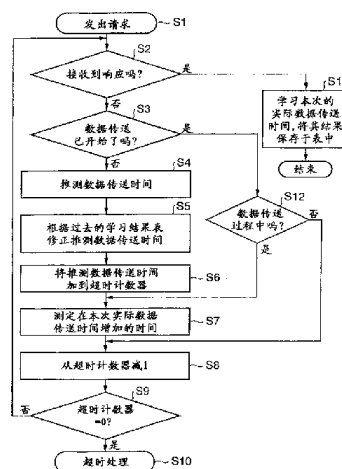 发出请求
S1
S2
接收到响应吗?
是
否
S3
S1
学习本次的
实际数据传送
时间,将其结果
保存于表中
结束
数据传送
已开始了吗?
是
否
S4
推测数据传送时间
S5
根据过去的学习结果表
修正推测数据传送时间
S12
数据传送
过程中吗?
否
是
将推测数据传送时间
加到超时计数器
S6
测定在本次实际数据
传送时间增加的时间
S7
从超时计数器减1
S8
S9
超时计数器
=0?
否
是
超时处理
S10